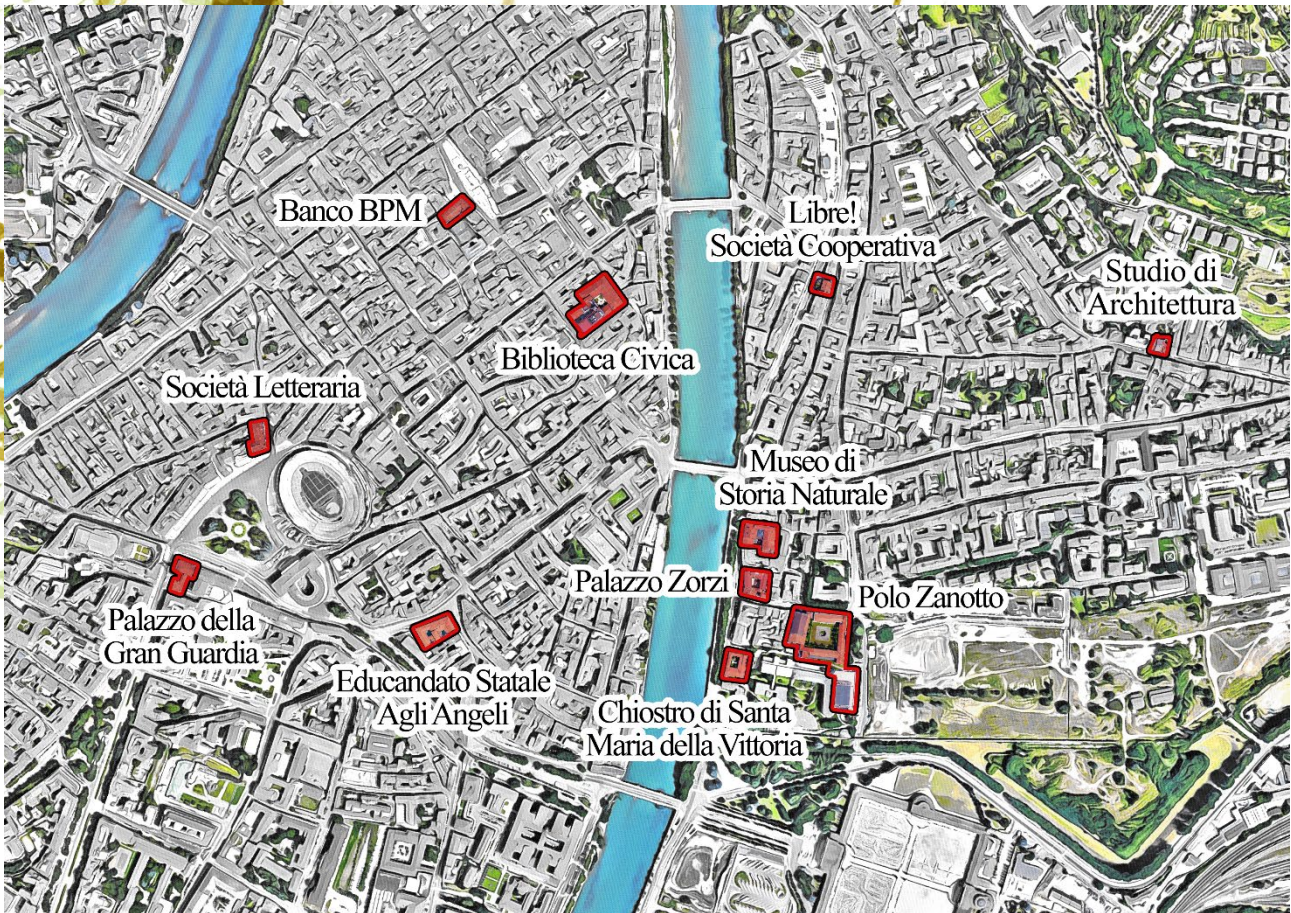 Banco BPM
Libre!
Società Cooperativa
Studio di
Architettura
Biblioteca Civica
Società Letteraria
Museo di
Storia Naturale
Palazzo Zorzi
Polo Zanotto
Palazzo della
Gran Guardia
Educandato Statale
Agli Angeli
Chiostro di Santa
Maria della Vittoria